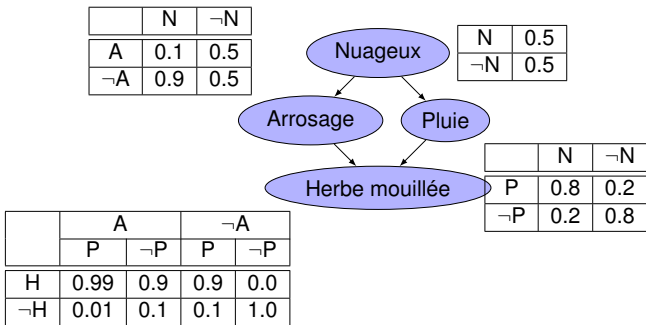 N ¬N
A 0.1 0.5
¬A 0.9 0.5
Nuageux
N 0.5
¬N 0.5
Arrosage
Pluie
Herbe mouillée
N ¬N
P 0.8 0.2
¬P 0.2 0.8
A ¬A
P ¬P P ¬P
H 0.99 0.9 0.9 0.0
¬H 0.01 0.1 0.1 1.0